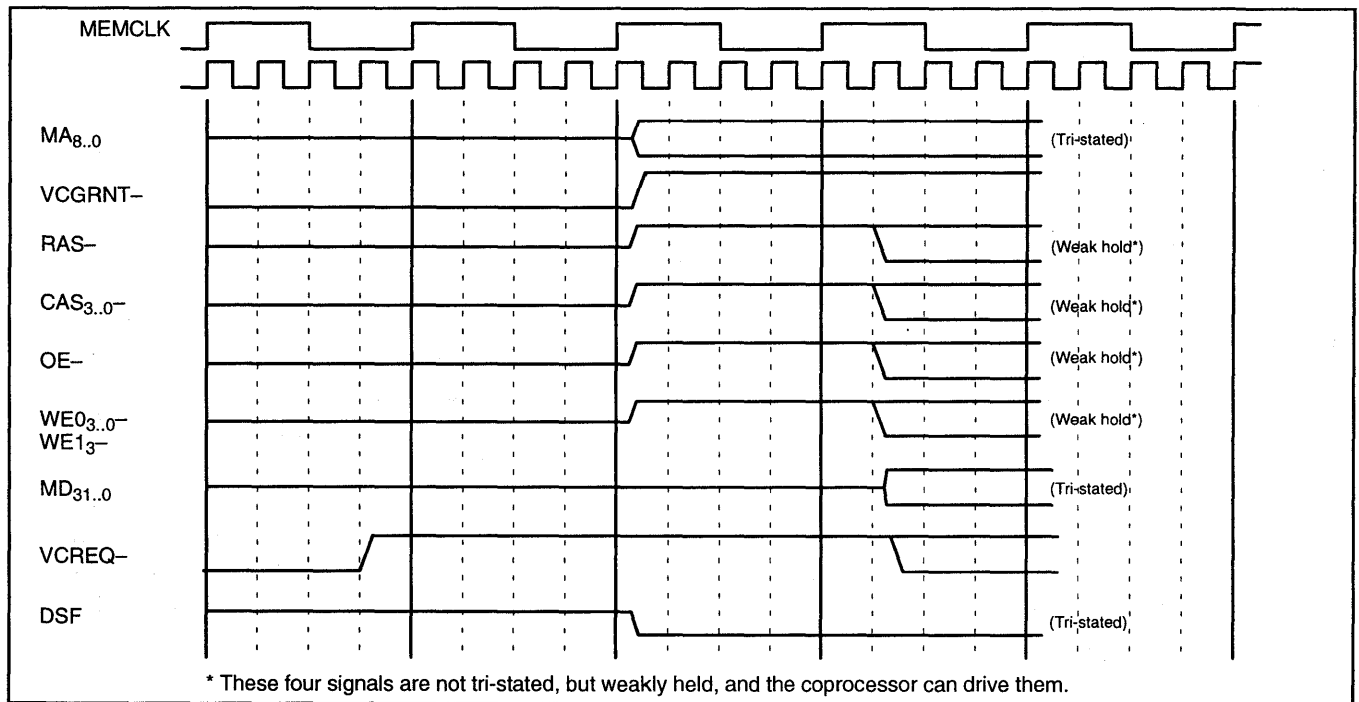 MEMCLK
MA8..0
(Tri-stated)
VCGRNT–
RAS–
(Weak hold*)
CAS3..0–
(Weak hold*)
OE–
(Weak hold*)
WE03..0–
WE13–
(Weak hold*)
MD31..0
(Tri-stated)
VCREQ–
DSF
(Tri-stated)
* These four signals are not tri-stated, but weakly held, and the coprocessor can drive them.